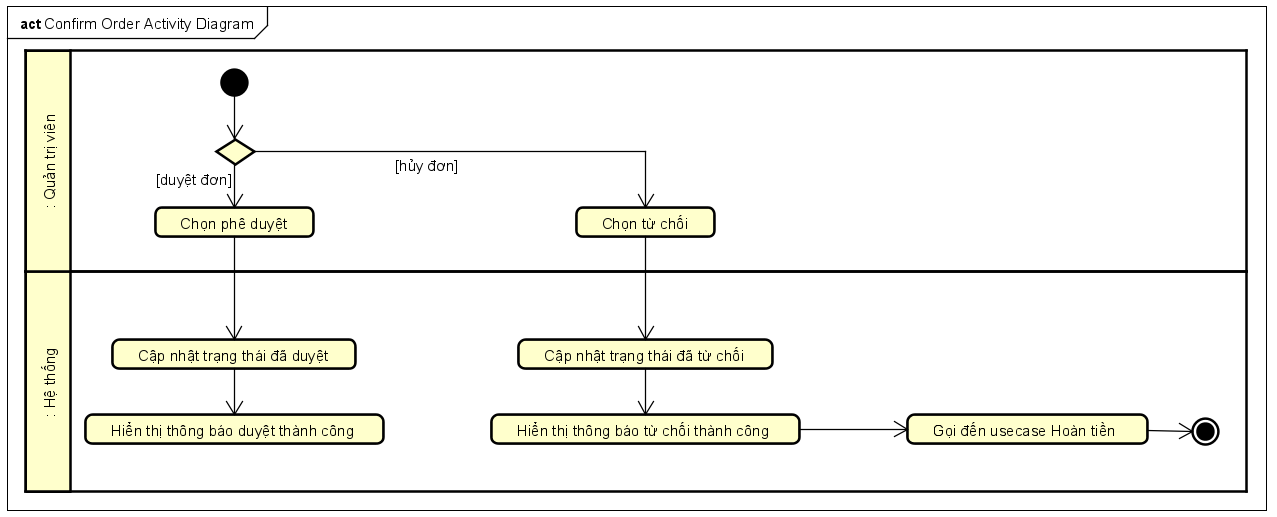 act Confirm Order Activity Diagram
: Quản trị viên
[duyệt đơn]
[hủy đơn]
Chọn phê duyệt
Chọn từ chối
: Hệ thống
Cập nhật trạng thái đã duyệt
Cập nhật trạng thái đã từ chối
Hiển thị thông báo duyệt thành công
Hiển thị thông báo từ chối thành công
Gọi đến usecase Hoàn tiền